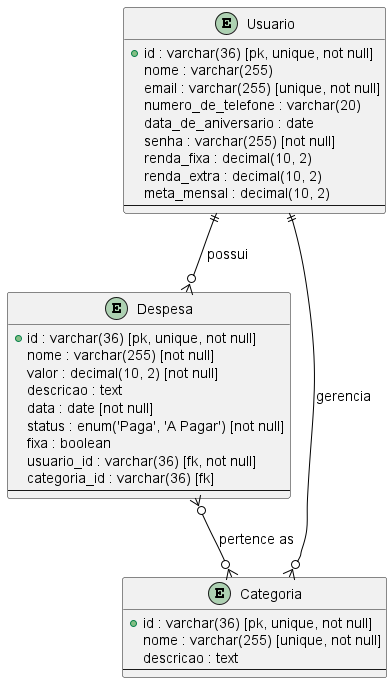 E Usuario
id : varchar(36) [pk, unique, not null]
nome : varchar(255)
email : varchar(255) [unique, not null]
numero_de_telefone : varchar(20)
data_de_aniversario : date
senha : varchar(255) [not null]
renda_fixa : decimal(10, 2)
renda_extra : decimal(10, 2)
meta_mensal : decimal(10, 2)
possui
E Despesa
id : varchar(36) [pk, unique, not null]
nome : varchar(255) [not null]
valor : decimal(10, 2) [not null]
descricao : text
data : date [not null]
status : enum('Paga', 'A Pagar') [not null]
fixa : boolean
usuario_id : varchar(36) [fk, not null]
categoria_id : varchar(36) [fk]
gerencia
pertence as
E Categoria
id : varchar(36) [pk, unique, not null]
nome : varchar(255) [unique, not null]
descricao : text